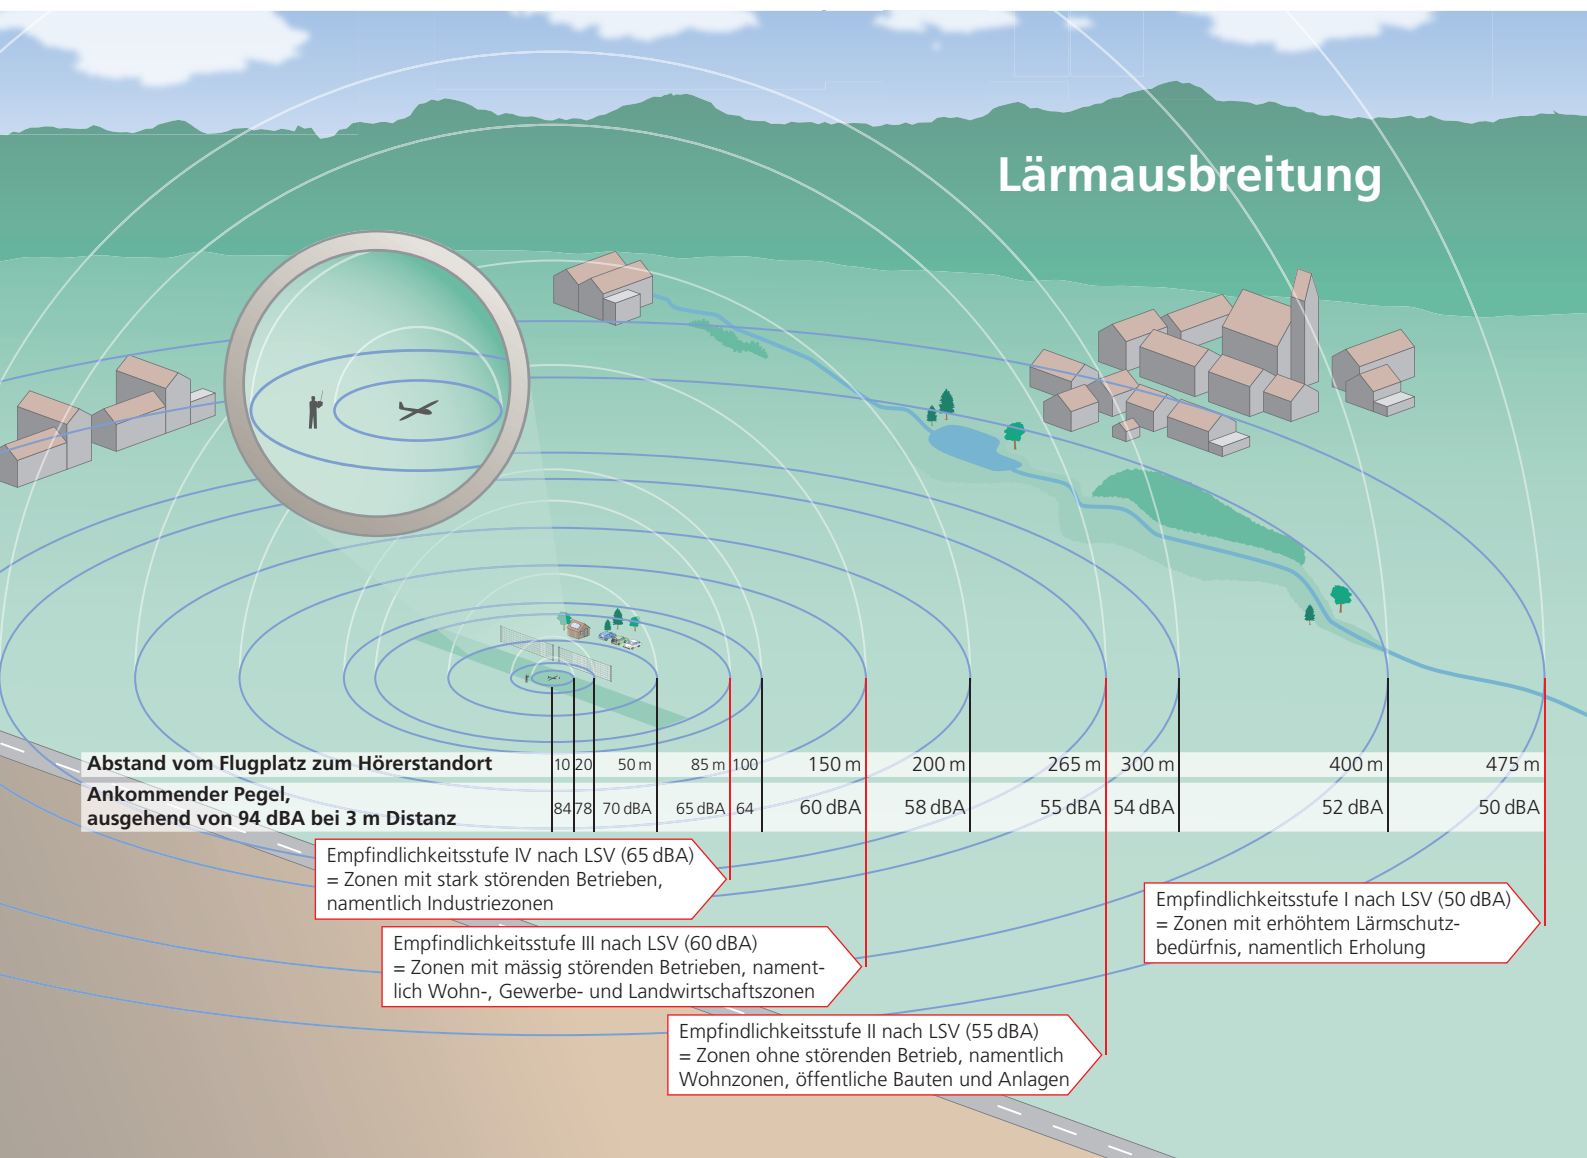 Lärmausbreitung
Abstand vom Flugplatz zum Hörerstandort 10 20 50 m 85 m 100 150 m 200 m 265 m 300 m 400 m 475 m
Ankommender Pegel,
ausgehend von 94 dBA bei 3 m Distanz 84 78 70 dBA 65 dBA 64 60 dBA 58 dBA 55 dBA 54 dBA 52 dBA 50 dBA
Empfindlichkeitsstufe IV nach LSV (65 dBA)
= Zonen mit stark störenden Betrieben,
namentlich Industriezonen
Empfindlichkeitsstufe III nach LSV (60 dBA)
= Zonen mit mässig störenden Betrieben, nament-
lich Wohn-, Gewerbe- und Landwirtschaftszonen
Empfindlichkeitsstufe II nach LSV (55 dBA)
= Zonen ohne störenden Betrieb, namentlich
Wohnzonen, öffentliche Bauten und Anlagen
Empfindlichkeitsstufe I nach LSV (50 dBA)
= Zonen mit erhöhtem Lärmschutz-
bedürfnis, namentlich Erholung